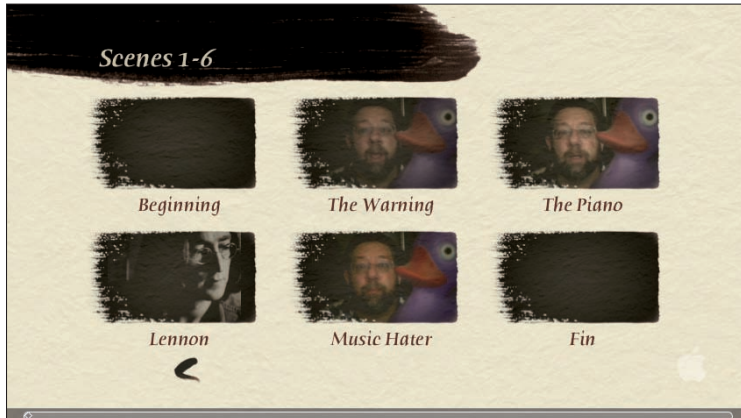 Scenes 1-6
Beginning
The Warning
The Piano
Lennon
Music Hater
Fin